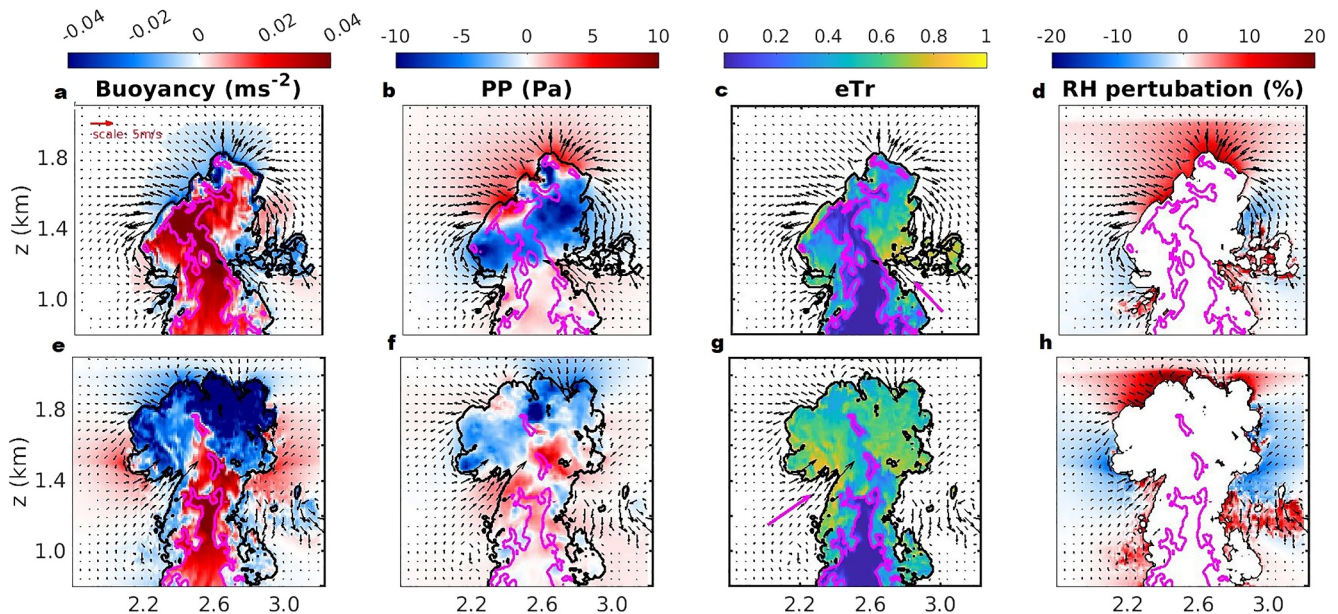 -0.04 -0.02 0 0.02 0.04
-10 -5 0 5 10
0 0.2 0.4 0.6 0.8 1
-20 -10 0 10 20
a Buoyancy (ms-2)
b PP (Pa)
c eTr
d RH pertubation (%)
scale: 5m/s
1.8
1.4
1.0
z (km)
e
f
g
h
1.8
1.4
1.0
z (km)
2.2 2.6 3.0
2.2 2.6 3.0
2.2 2.6 3.0
2.2 2.6 3.0